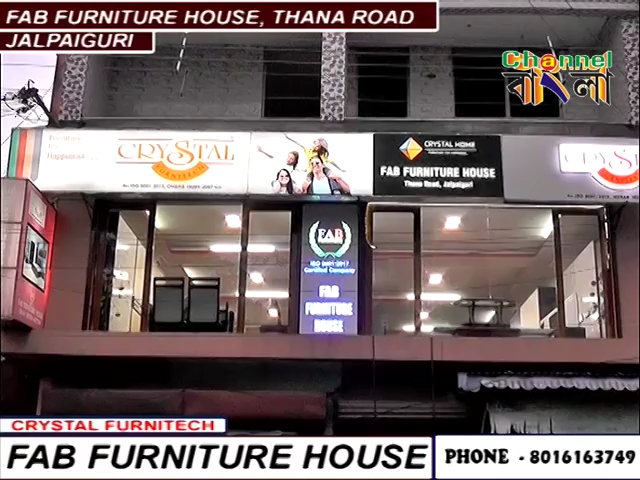 FAB FURNITURE HOUSE, THANA ROAD
JALPAIGURI
Channel
বাংলা
CRYSTAL
FURNITECH
CRYSTAL HOME
FAB FURNITURE HOUSE
Thana Road, Jalpaiguri
CRYSTAL
FAB
ISO 9001:2017
Certified Company
FAB
FURNITURE
HOUSE
CRYSTAL FURNITECH
FAB FURNITURE HOUSE
PHONE - 8016163749